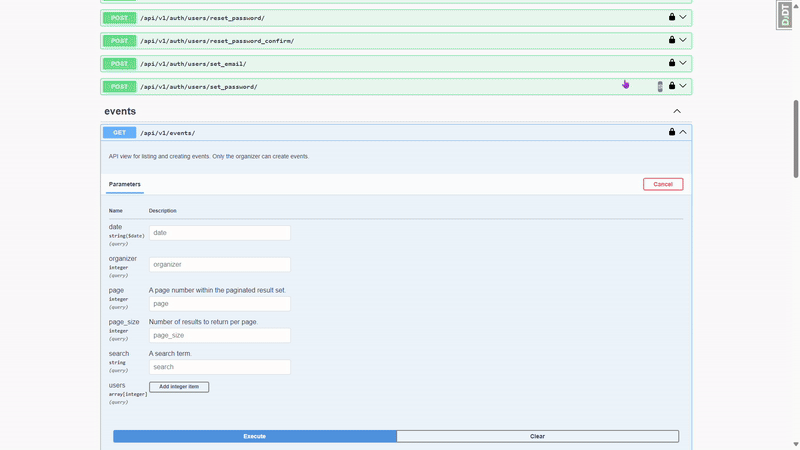 POST /api/v1/auth/users/reset_password/
POST /api/v1/auth/users/reset_password_confirm/
POST /api/v1/auth/users/set_email/
POST /api/v1/auth/users/set_password/
events
GET /api/v1/events/
API view for listing and creating events. Only the organizer can create events.
Parameters Cancel
Name Description
date
string($date)
(query)
date
organizer
integer
(query)
organizer
page
integer
(query)
A page number within the paginated result set.
page
page_size
integer
(query)
Number of results to return per page.
page_size
search
string
(query)
A search term.
search
users
array[integer]
(query)
Add integer item
Execute Clear
DJDT